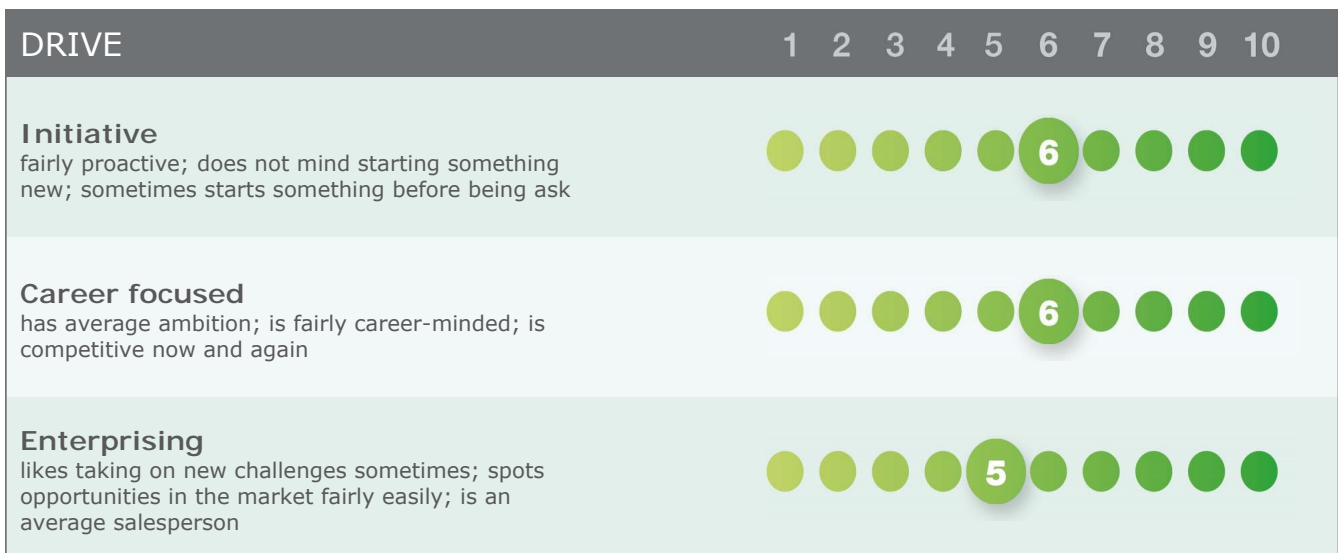 DRIVE 1 2 3 4 5 6 7 8 9 10
Initiative
fairly proactive; does not mind starting something
new; sometimes starts something before being ask
6
Career focused
has average ambition; is fairly career-minded; is
competitive now and again
6
Enterprising
likes taking on new challenges sometimes; spots
opportunities in the market fairly easily; is an
average salesperson
5